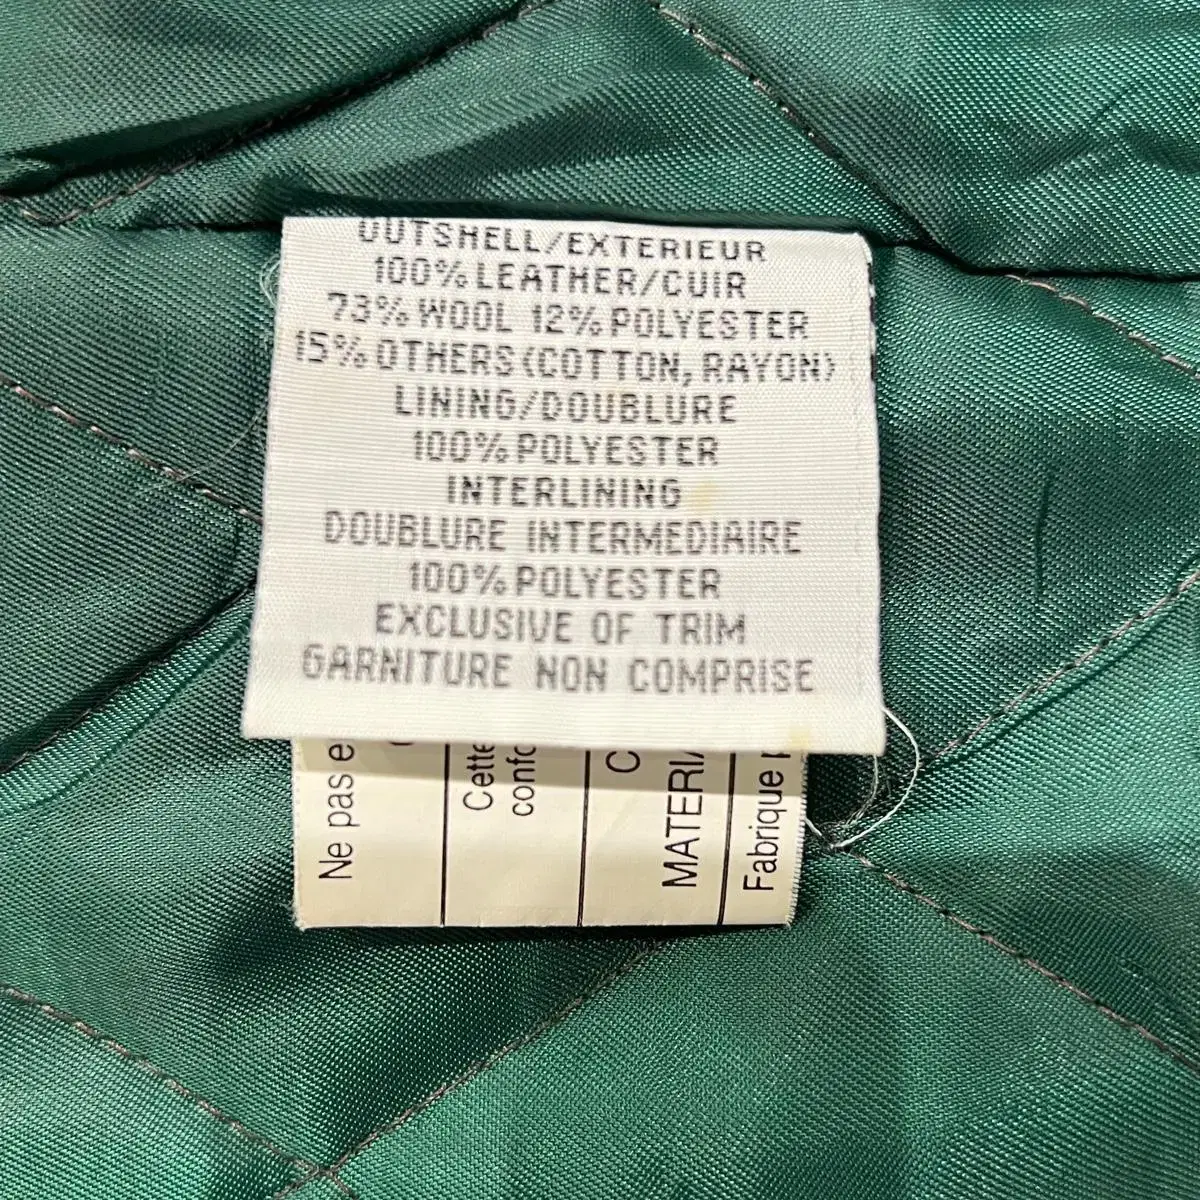 OUTSHELL/EXTERIEUR
100% LEATHER/CUIR
73% WOOL 12% POLYESTER
15% OTHERS (COTTON, RAYON)
LINING/DOUBLURE
100% POLYESTER
INTERLINING
DOUBLURE INTERMEDIAIRE
100% POLYESTER
EXCLUSIVE OF TRIM
GARNITURE NON COMPRISE
Ne pas e
Cette
confo
C
MATERIA
Fabrique p